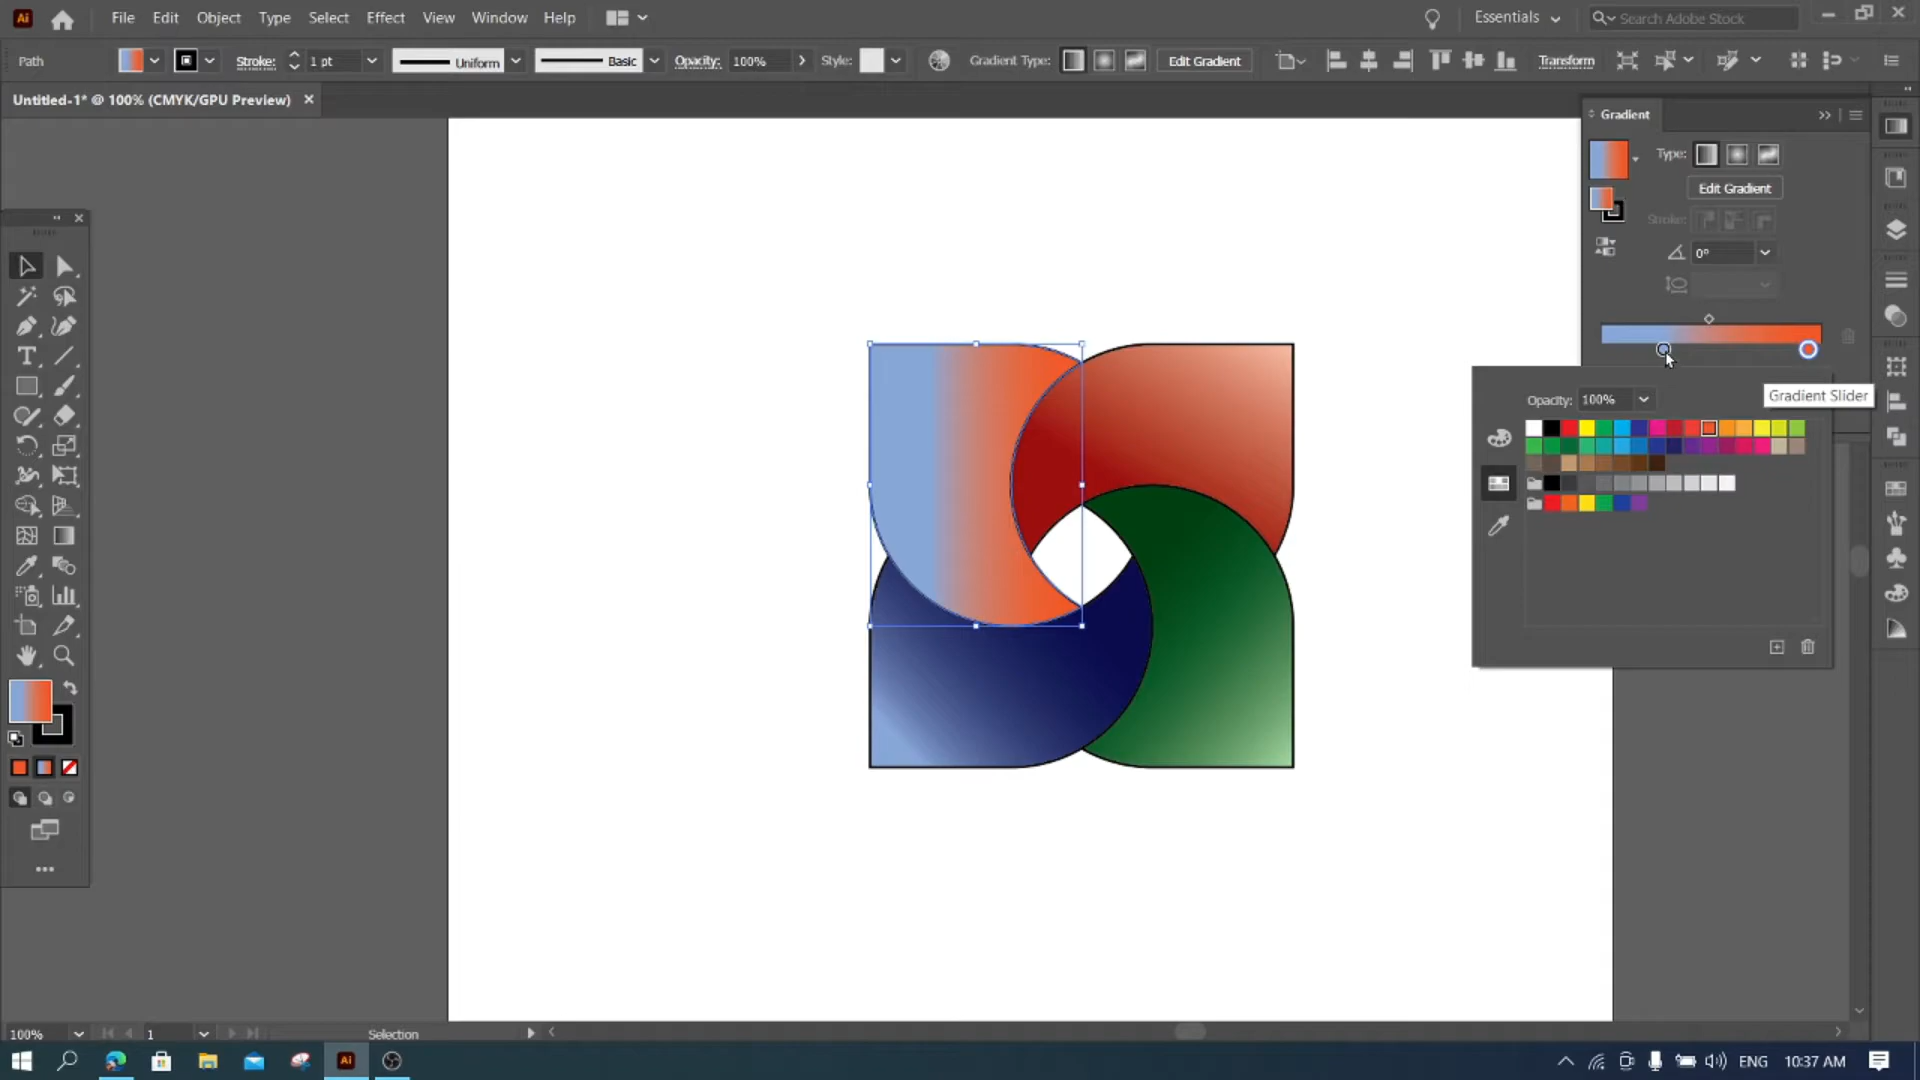 Ai File Edit Object Type Select Effect View Window Help Essentials Search Adobe Stock
Path Stroke: 1 pt Uniform Basic Opacity: 100% Style: Gradient Type: Edit Gradient Transform
Untitled-1* @ 100% (CMYK/GPU Preview)
Gradient
Type:
Edit Gradient
Stroke:
0°
Opacity: 100%
Gradient Slider
100% 1 Selection
Ai ENG 10:37 AM